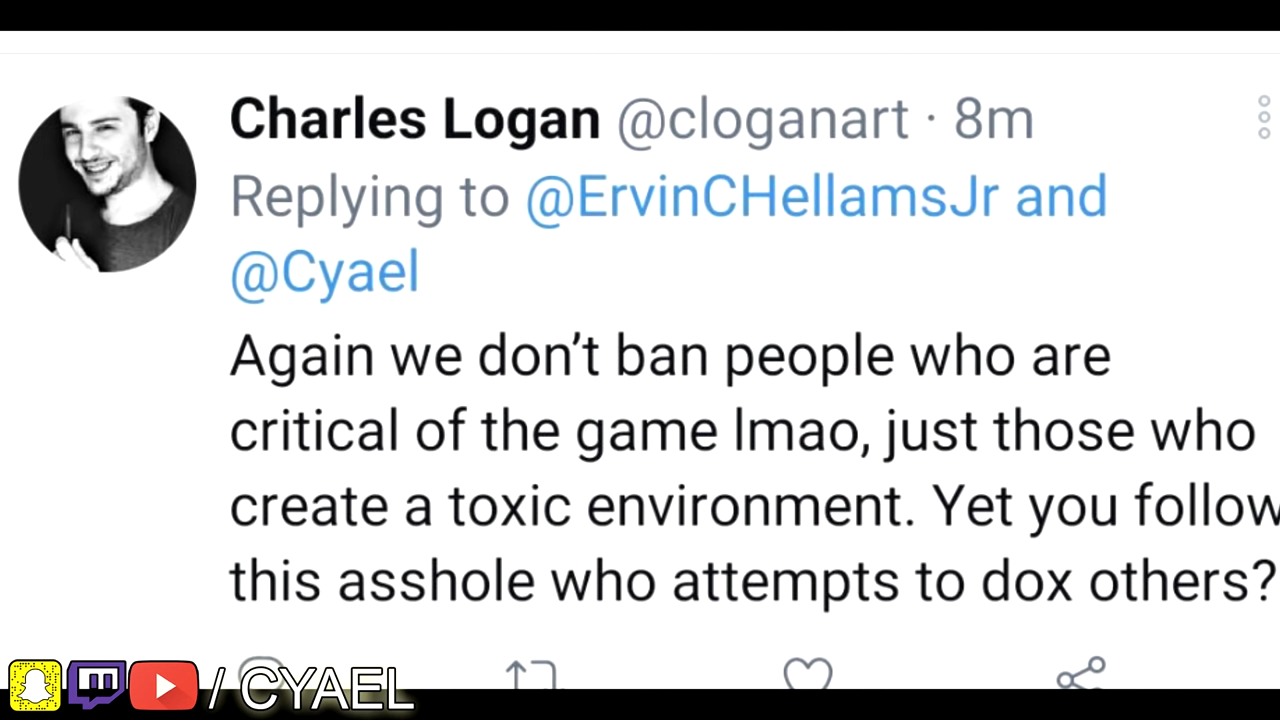 Charles Logan @cloganart · 8m
Replying to @ErvinCHellamsJr and
@Cyael
Again we don't ban people who are
critical of the game lmao, just those who
create a toxic environment. Yet you follow
this asshole who attempts to dox others?
/ CYAEL